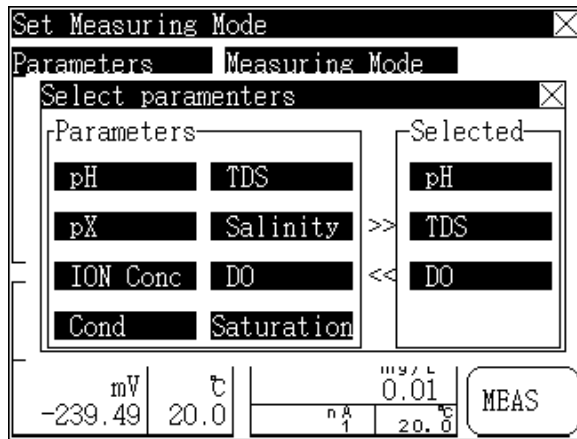 Set Measuring Mode
Parameters Measuring Mode
Select paramenters
Parameters Selected
pH TDS pH
pX Salinity >> TDS
ION Conc DO << DO
Cond Saturation
mg/L
mV ℃ 0.01 MEAS
-239.49 20.0 nA ℃
1 20.0